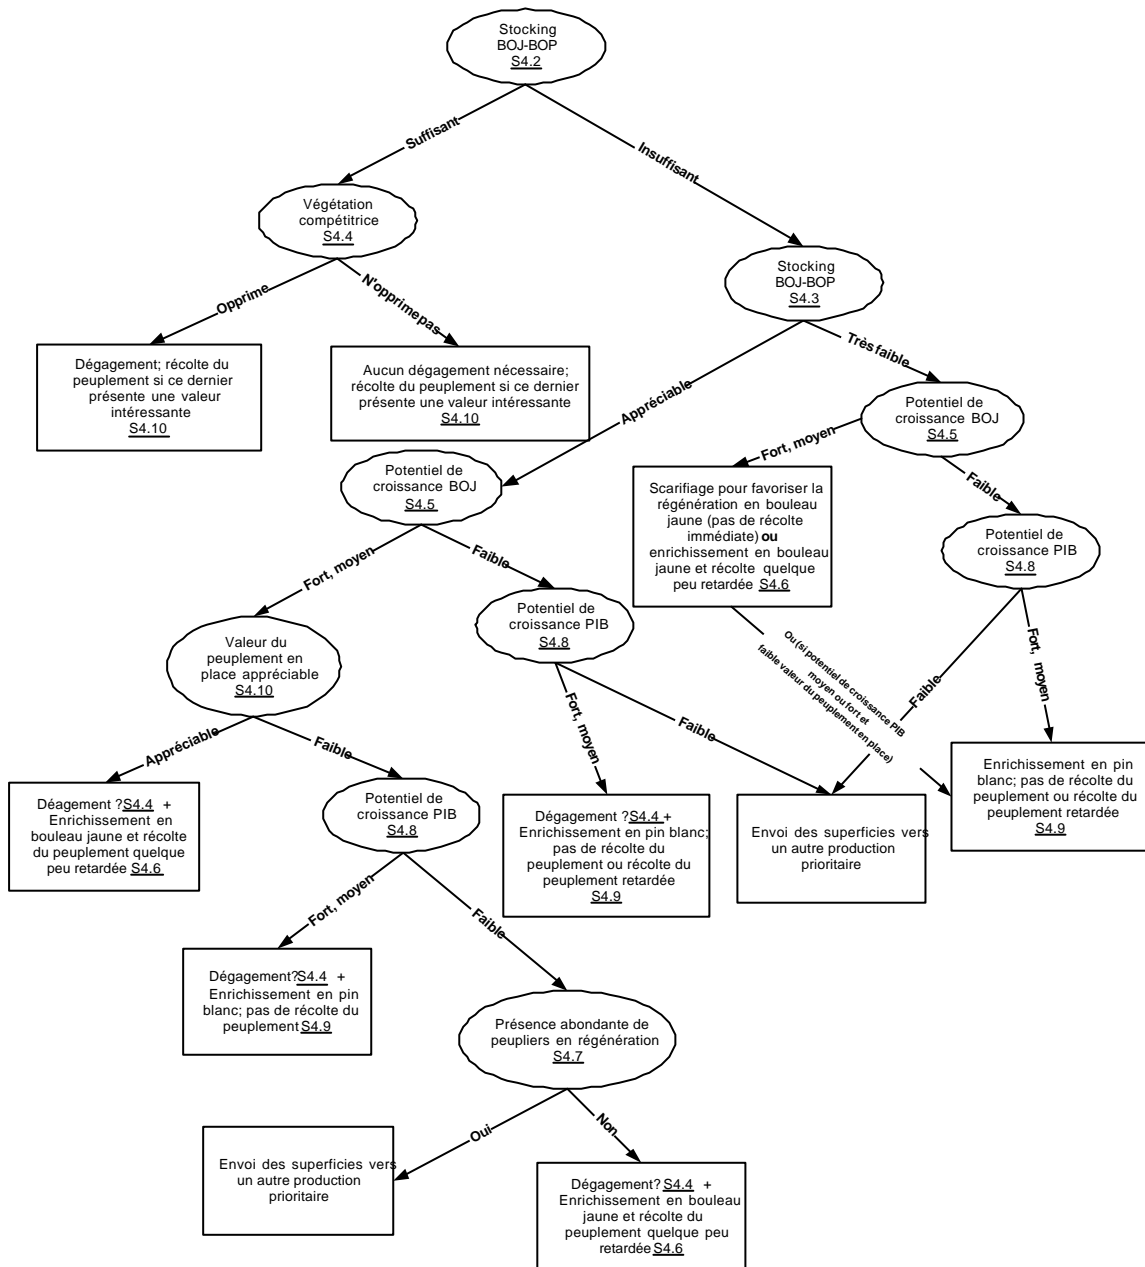 Stocking
BOJ-BOP
S4.2
Suffisant
Insuffisant
Végétation
compétitrice
S4.4
Stocking
BOJ-BOP
S4.3
Opprime
N'opprime pas
Très faible
Appréciable
Dégagement; récolte du
peuplement si ce dernier
présente une valeur
intéressante
S4.10
Aucun dégagement nécessaire;
récolte du peuplement si ce dernier
présente une valeur intéressante
S4.10
Potentiel de
croissance BOJ
S4.5
Fort, moyen
Faible
Potentiel de
croissance BOJ
S4.5
Scarifiage pour favoriser la
régénération en bouleau
jaune (pas de récolte
immédiate) ou
enrichissement en bouleau
jaune et récolte quelque
peu retardée S4.6
Potentiel de
croissance PIB
S4.8
Fort, moyen
Faible
Valeur du
peuplement en
place appréciable
S4.10
Potentiel de
croissance PIB
S4.8
Ou (si potentiel de croissance PIB
moyen ou fort et
faible valeur du peuplement en place)
Faible
Fort, moyen
Appréciable
Faible
Fort, moyen
Faible
Déagement ?S4.4 +
Enrichissement en
bouleau jaune et récolte
du peuplement quelque
peu retardée S4.6
Potentiel de
croissance PIB
S4.8
Dégagement ?S4.4 +
Enrichissement en pin blanc;
pas de récolte du
peuplement ou récolte du
peuplement retardée
S4.9
Envoi des superficies vers
un autre production
prioritaire
Enrichissement en pin
blanc; pas de récolte du
peuplement ou récolte du
peuplement retardée
S4.9
Fort, moyen
Faible
Dégagement?S4.4 +
Enrichissement en pin
blanc; pas de récolte du
peuplement S4.9
Présence abondante de
peupliers en régénération
S4.7
Oui
Non
Envoi des superficies vers
un autre production
prioritaire
Dégagement? S4.4 +
Enrichissement en bouleau
jaune et récolte du
peuplement quelque peu
retardée S4.6